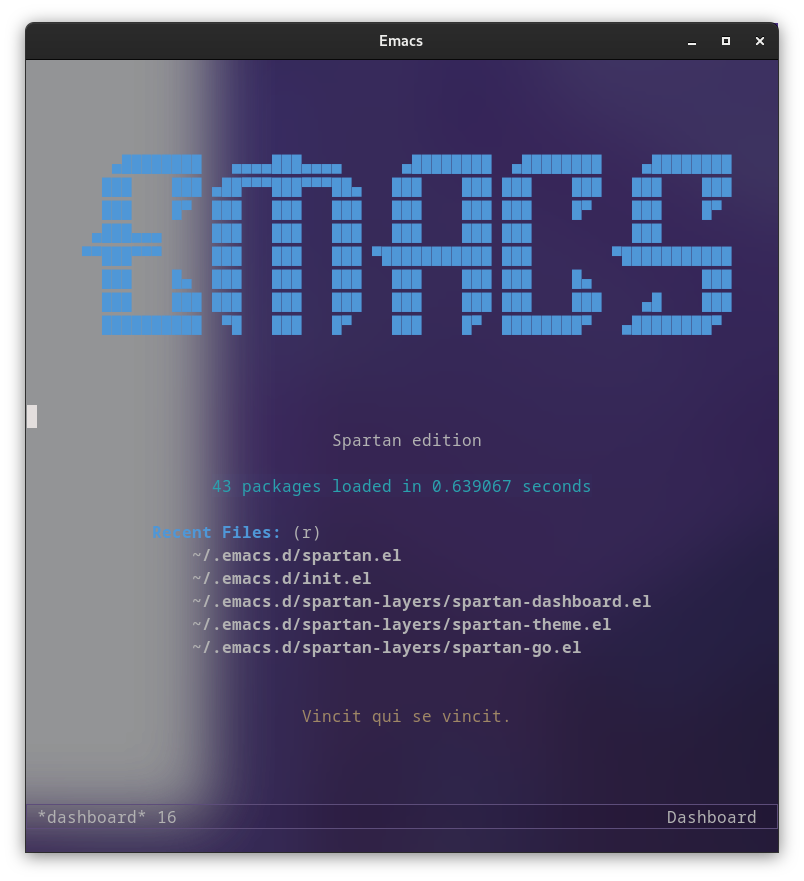 Emacs
EMACS
Spartan edition
43 packages loaded in 0.639067 seconds
Recent Files: (r)
~/.emacs.d/spartan.el
~/.emacs.d/init.el
~/.emacs.d/spartan-layers/spartan-dashboard.el
~/.emacs.d/spartan-layers/spartan-theme.el
~/.emacs.d/spartan-layers/spartan-go.el
Vincit qui se vincit.
*dashboard* 16 Dashboard